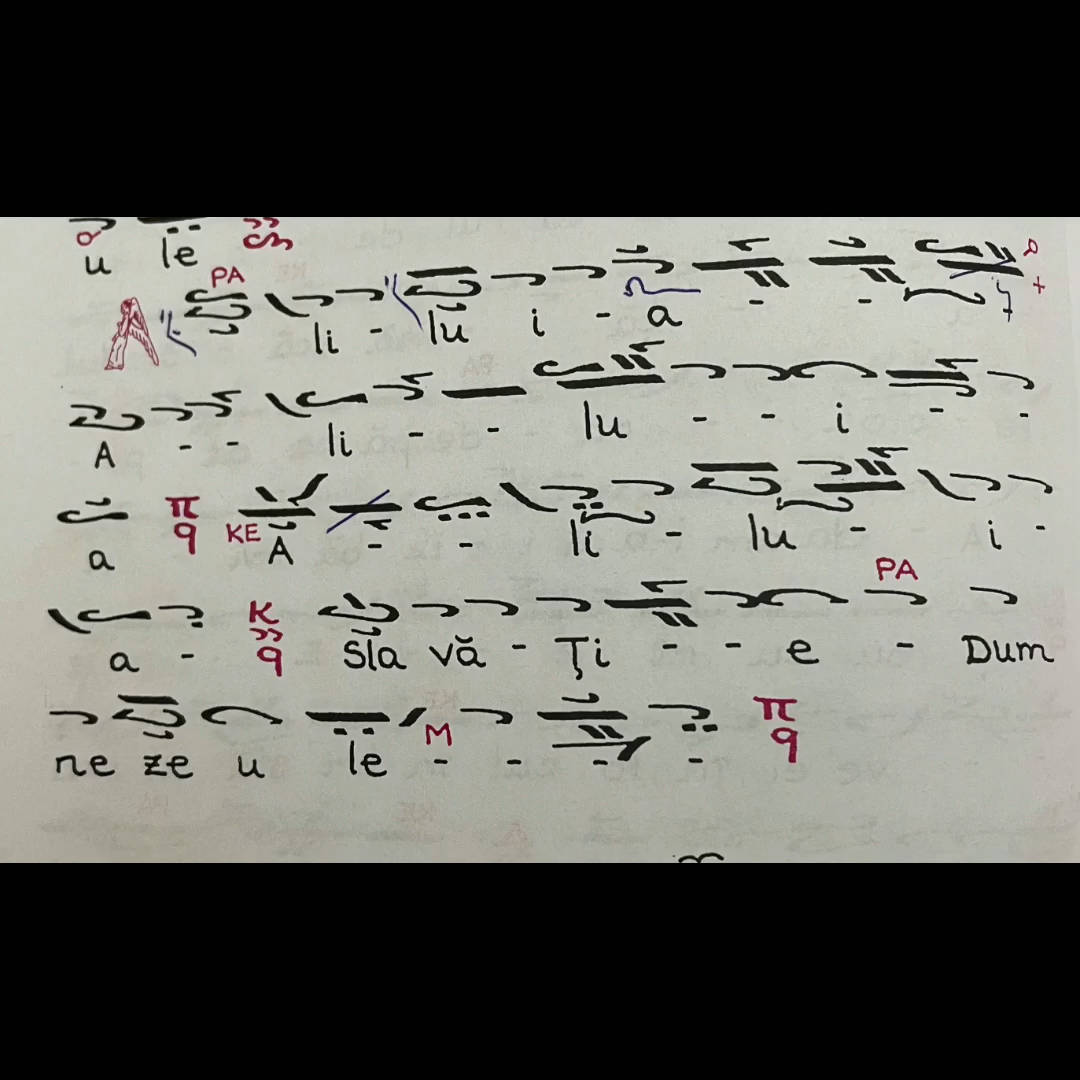 u le
PA
A li - lu i - a - -
A - - li - - lu - - i - -
a π q KE A - - li - lu - i -
PA
a - K q Sla vă - Ţi - - e - Dum
ne ze u le M - - - - π q